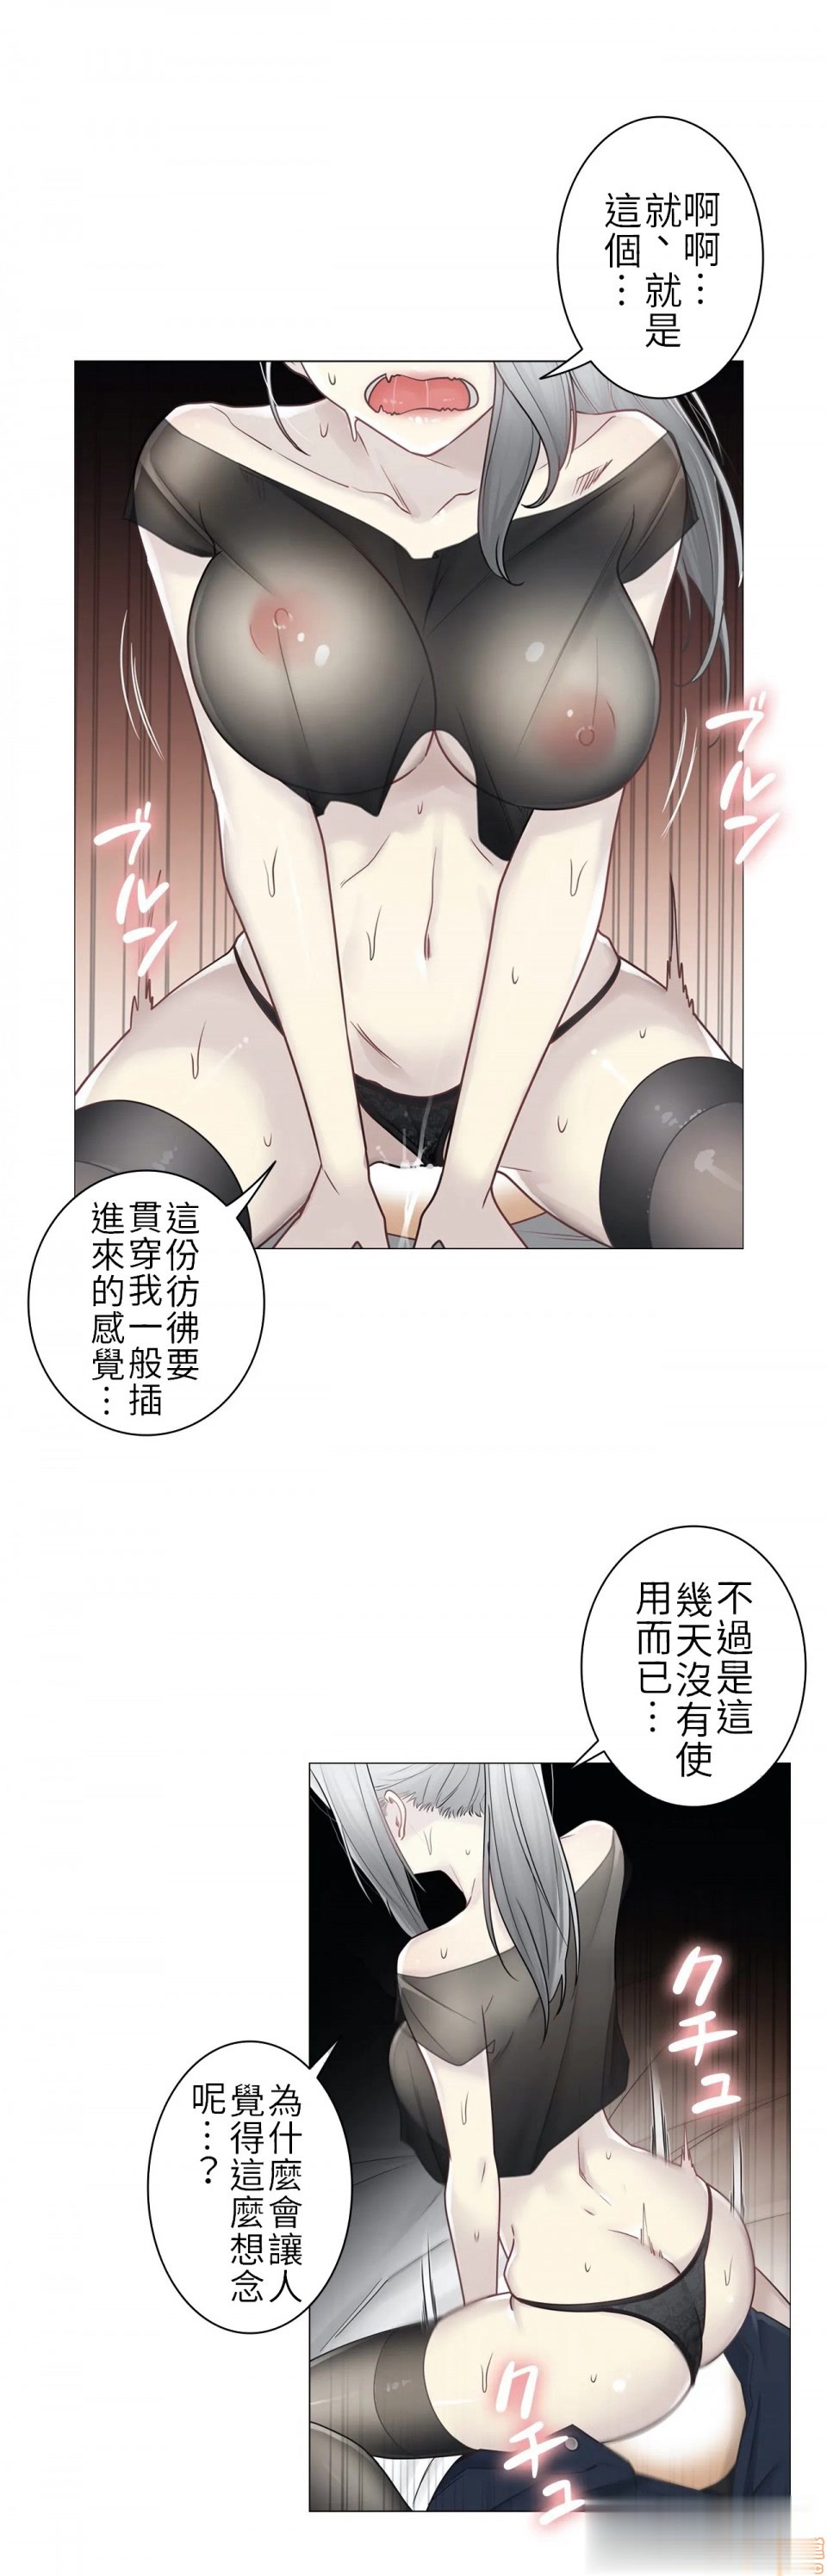 啊啊…
就、就是
這個…
ブルン
ブルン
這份彷彿要
貫穿我一般插
進來的感覺…
不過是這
幾天沒有使
用而已…
クチュ
為什麼會讓人
覺得這麼想念
呢…？
クチュ